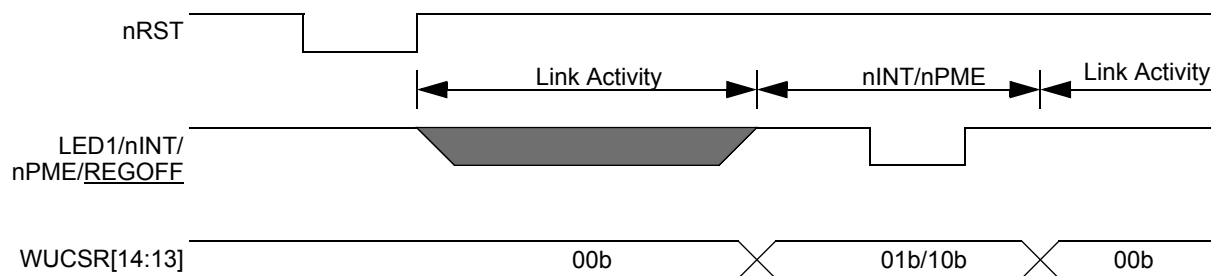 nRST
Link Activity
nINT/nPME
Link Activity
LED1/nINT/
nPME/REGOFF
WUCSR[14:13]
00b
01b/10b
00b